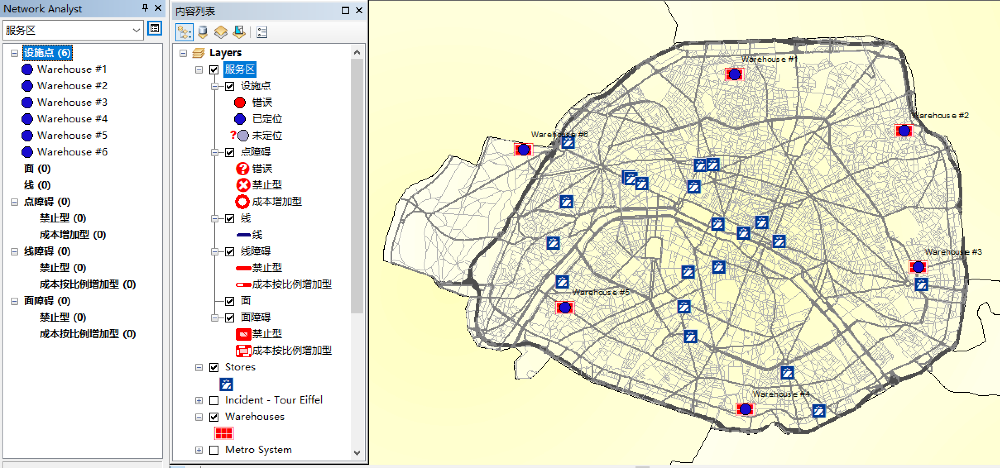 Network Analyst
服务区
设施点 (6)
Warehouse #1
Warehouse #2
Warehouse #3
Warehouse #4
Warehouse #5
Warehouse #6
面 (0)
线 (0)
点障碍 (0)
禁止型 (0)
成本增加型 (0)
线障碍 (0)
禁止型 (0)
成本按比例增加型 (0)
面障碍 (0)
禁止型 (0)
成本按比例增加型 (0)
内容列表
Layers
服务区
设施点
错误
已定位
? 未定位
点障碍
? 错误
禁止型
成本增加型
线
线
线障碍
禁止型
成本按比例增加型
面
面障碍
禁止型
成本按比例增加型
Stores
Incident - Tour Eiffel
Warehouses
Metro System
Warehouse #1
Warehouse #2
Warehouse #6
Warehouse #3
Warehouse #5
Warehouse #4